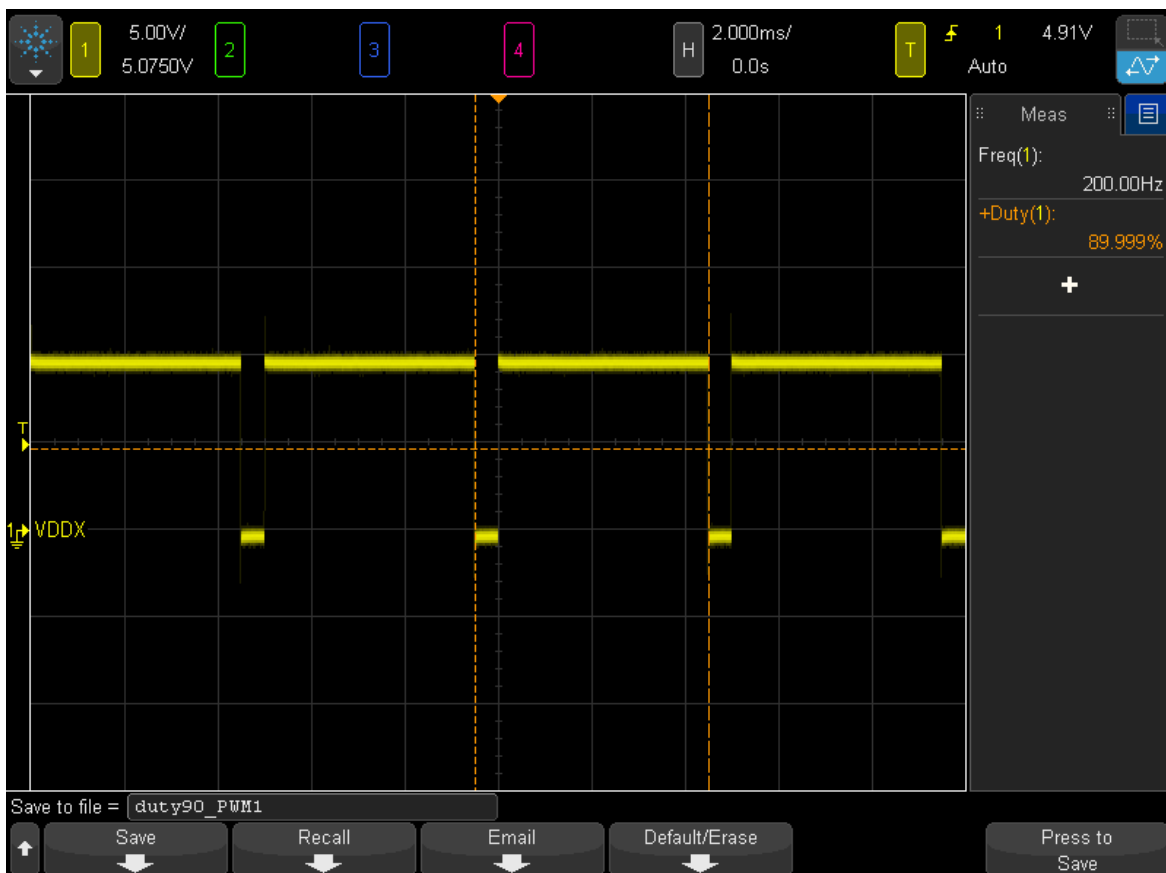 1 5.00V/ 2 3 4 H 2.000ms/ T 1 4.91V
5.0750V 0.0s Auto
Meas
Freq(1):
200.00Hz
+Duty(1):
89.999%
+
T
1 VDDX
Save to file = duty90_PWM1
Save Recall Email Default/Erase Press to
Save